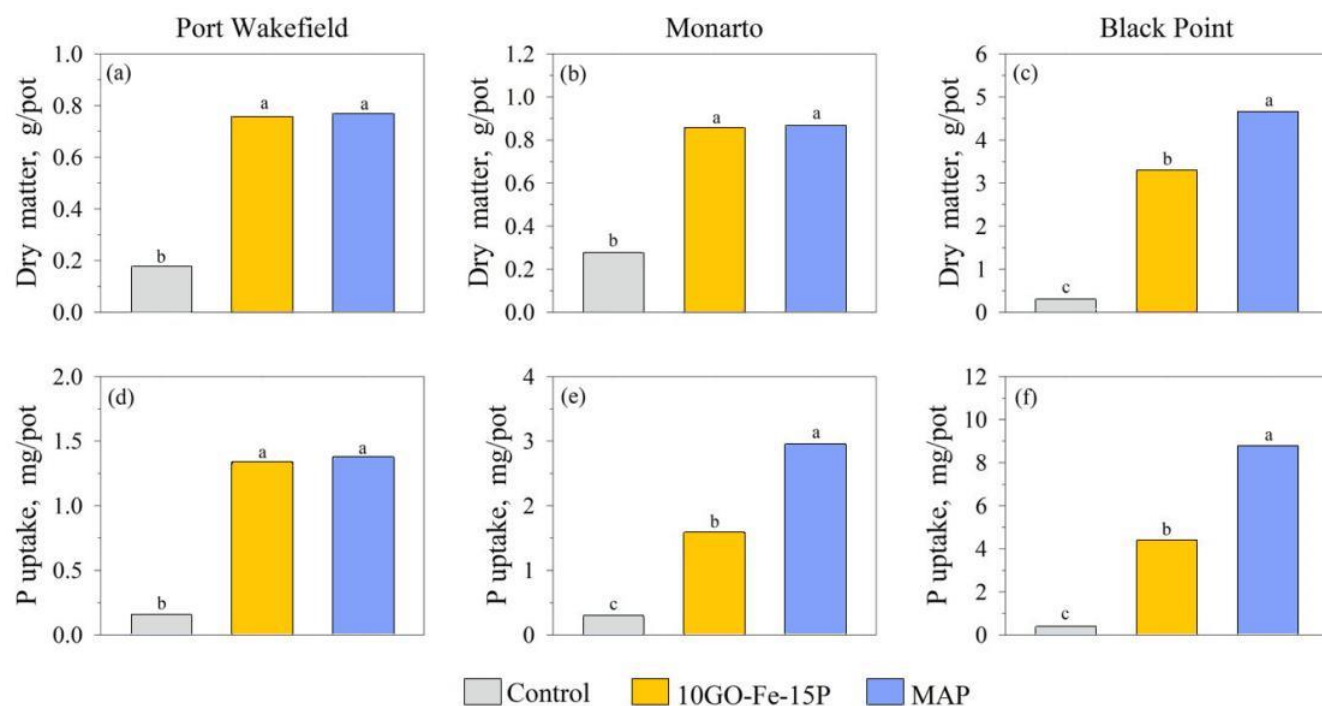 Port Wakefield
Monarto
Black Point
Dry matter, g/pot
1.0
0.8
0.6
0.4
0.2
0.0
(a)
b
a
a
Dry matter, g/pot
1.2
1.0
0.8
0.6
0.4
0.2
0.0
(b)
b
a
a
Dry matter, g/pot
6
5
4
3
2
1
0
(c)
c
b
a
P uptake, mg/pot
2.0
1.5
1.0
0.5
0.0
(d)
b
a
a
P uptake, mg/pot
4
3
2
1
0
(e)
c
b
a
P uptake, mg/pot
12
10
8
6
4
2
0
(f)
c
b
a
Control
10GO-Fe-15P
MAP